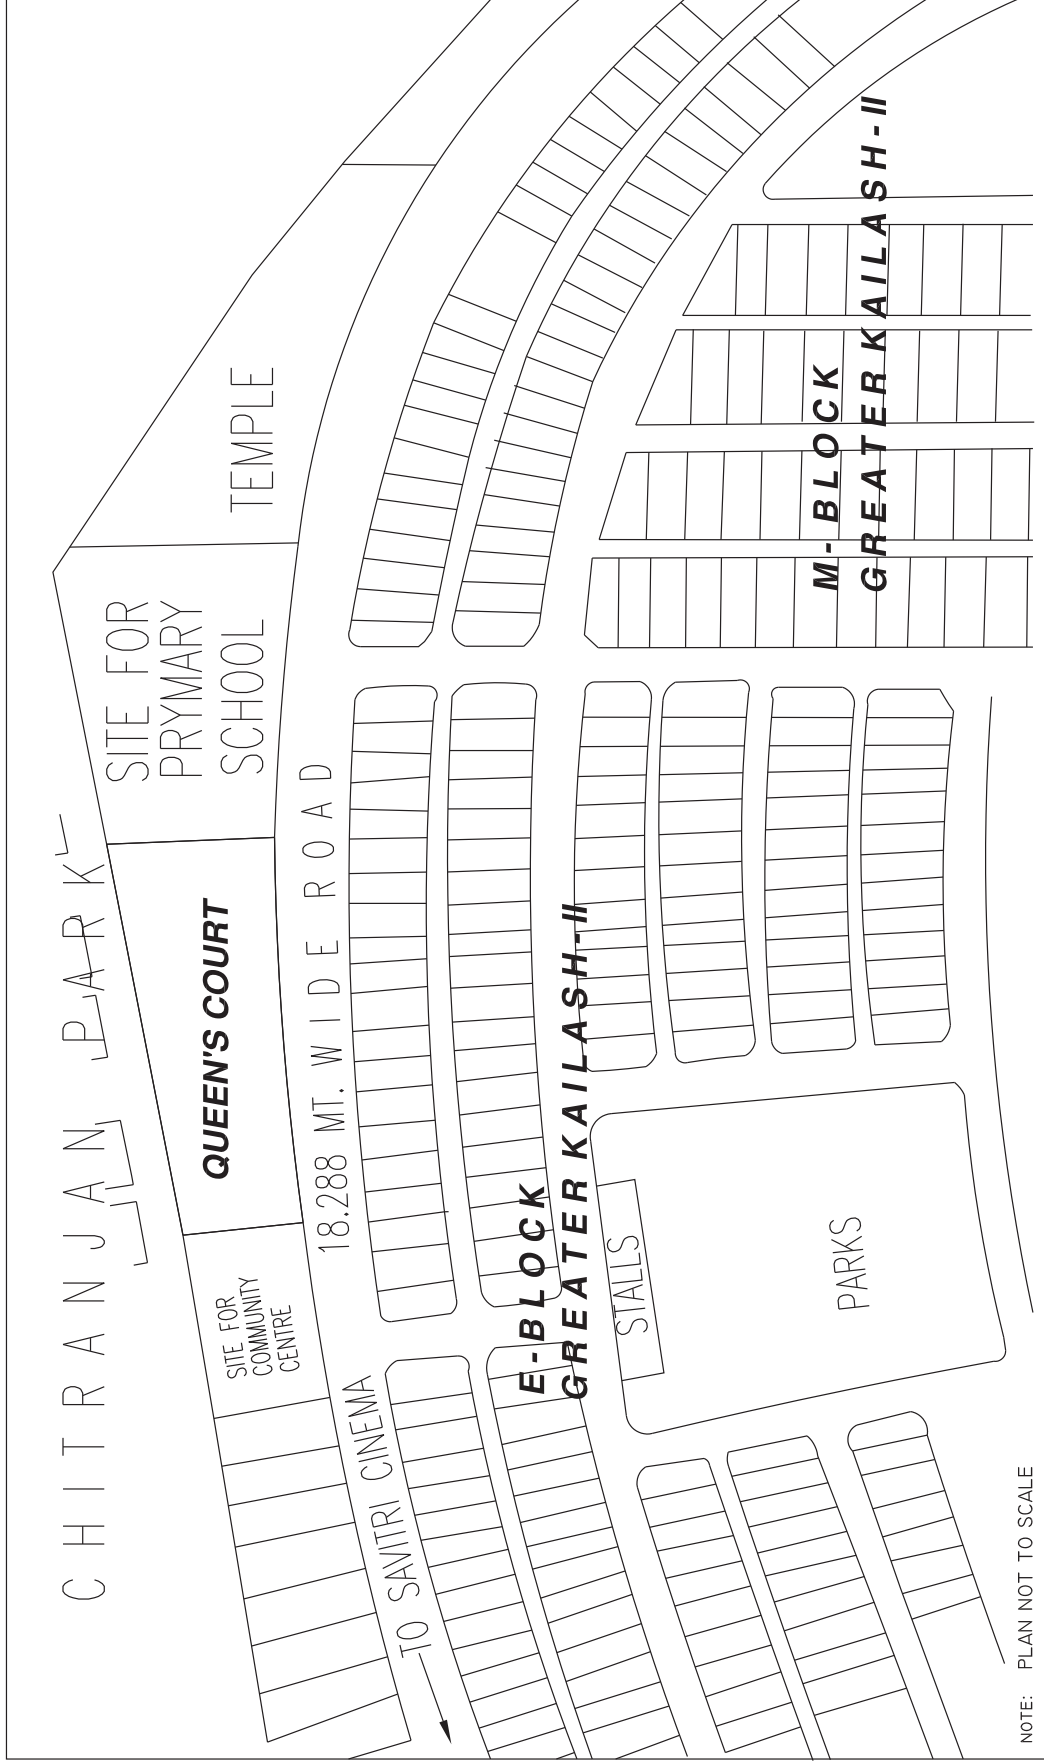 CHITRANJAN PARK
SITE FOR
PRYMARY
SCHOOL
TEMPLE
QUEEN'S COURT
SITE FOR
COMMUNITY
CENTRE
18.288 MT. WIDE ROAD
TO SAVITRI CINEMA
E-BLOCK
GREATER KAILASH-II
STALLS
PARKS
M-BLOCK
GREATER KAILASH-II
NOTE: PLAN NOT TO SCALE